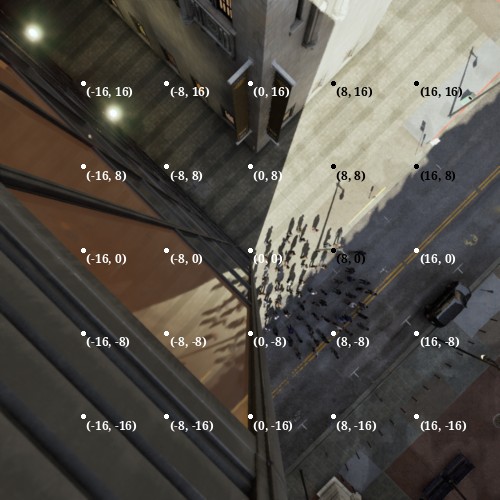 (-16, 16) (-8, 16) (0, 16) (8, 16) (16, 16)
(-16, 8) (-8, 8) (0, 8) (8, 8) (16, 8)
(-16, 0) (-8, 0) (0, 0) (8, 0) (16, 0)
(-16, -8) (-8, -8) (0, -8) (8, -8) (16, -8)
(-16, -16) (-8, -16) (0, -16) (8, -16) (16, -16)